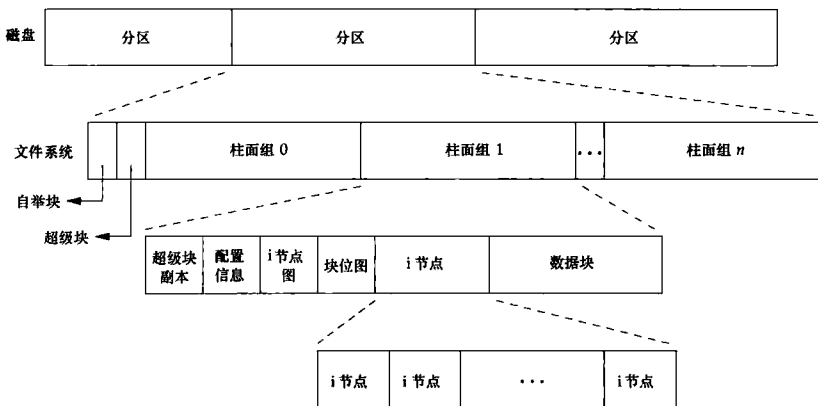 磁盘
分区
分区
分区
文件系统
柱面组 0
柱面组 1
...
柱面组 n
自举块
超级块
超级块
副本
配置
信息
i节点
图
块位图
i 节点
数据块
i 节点
i 节点
...
i 节点